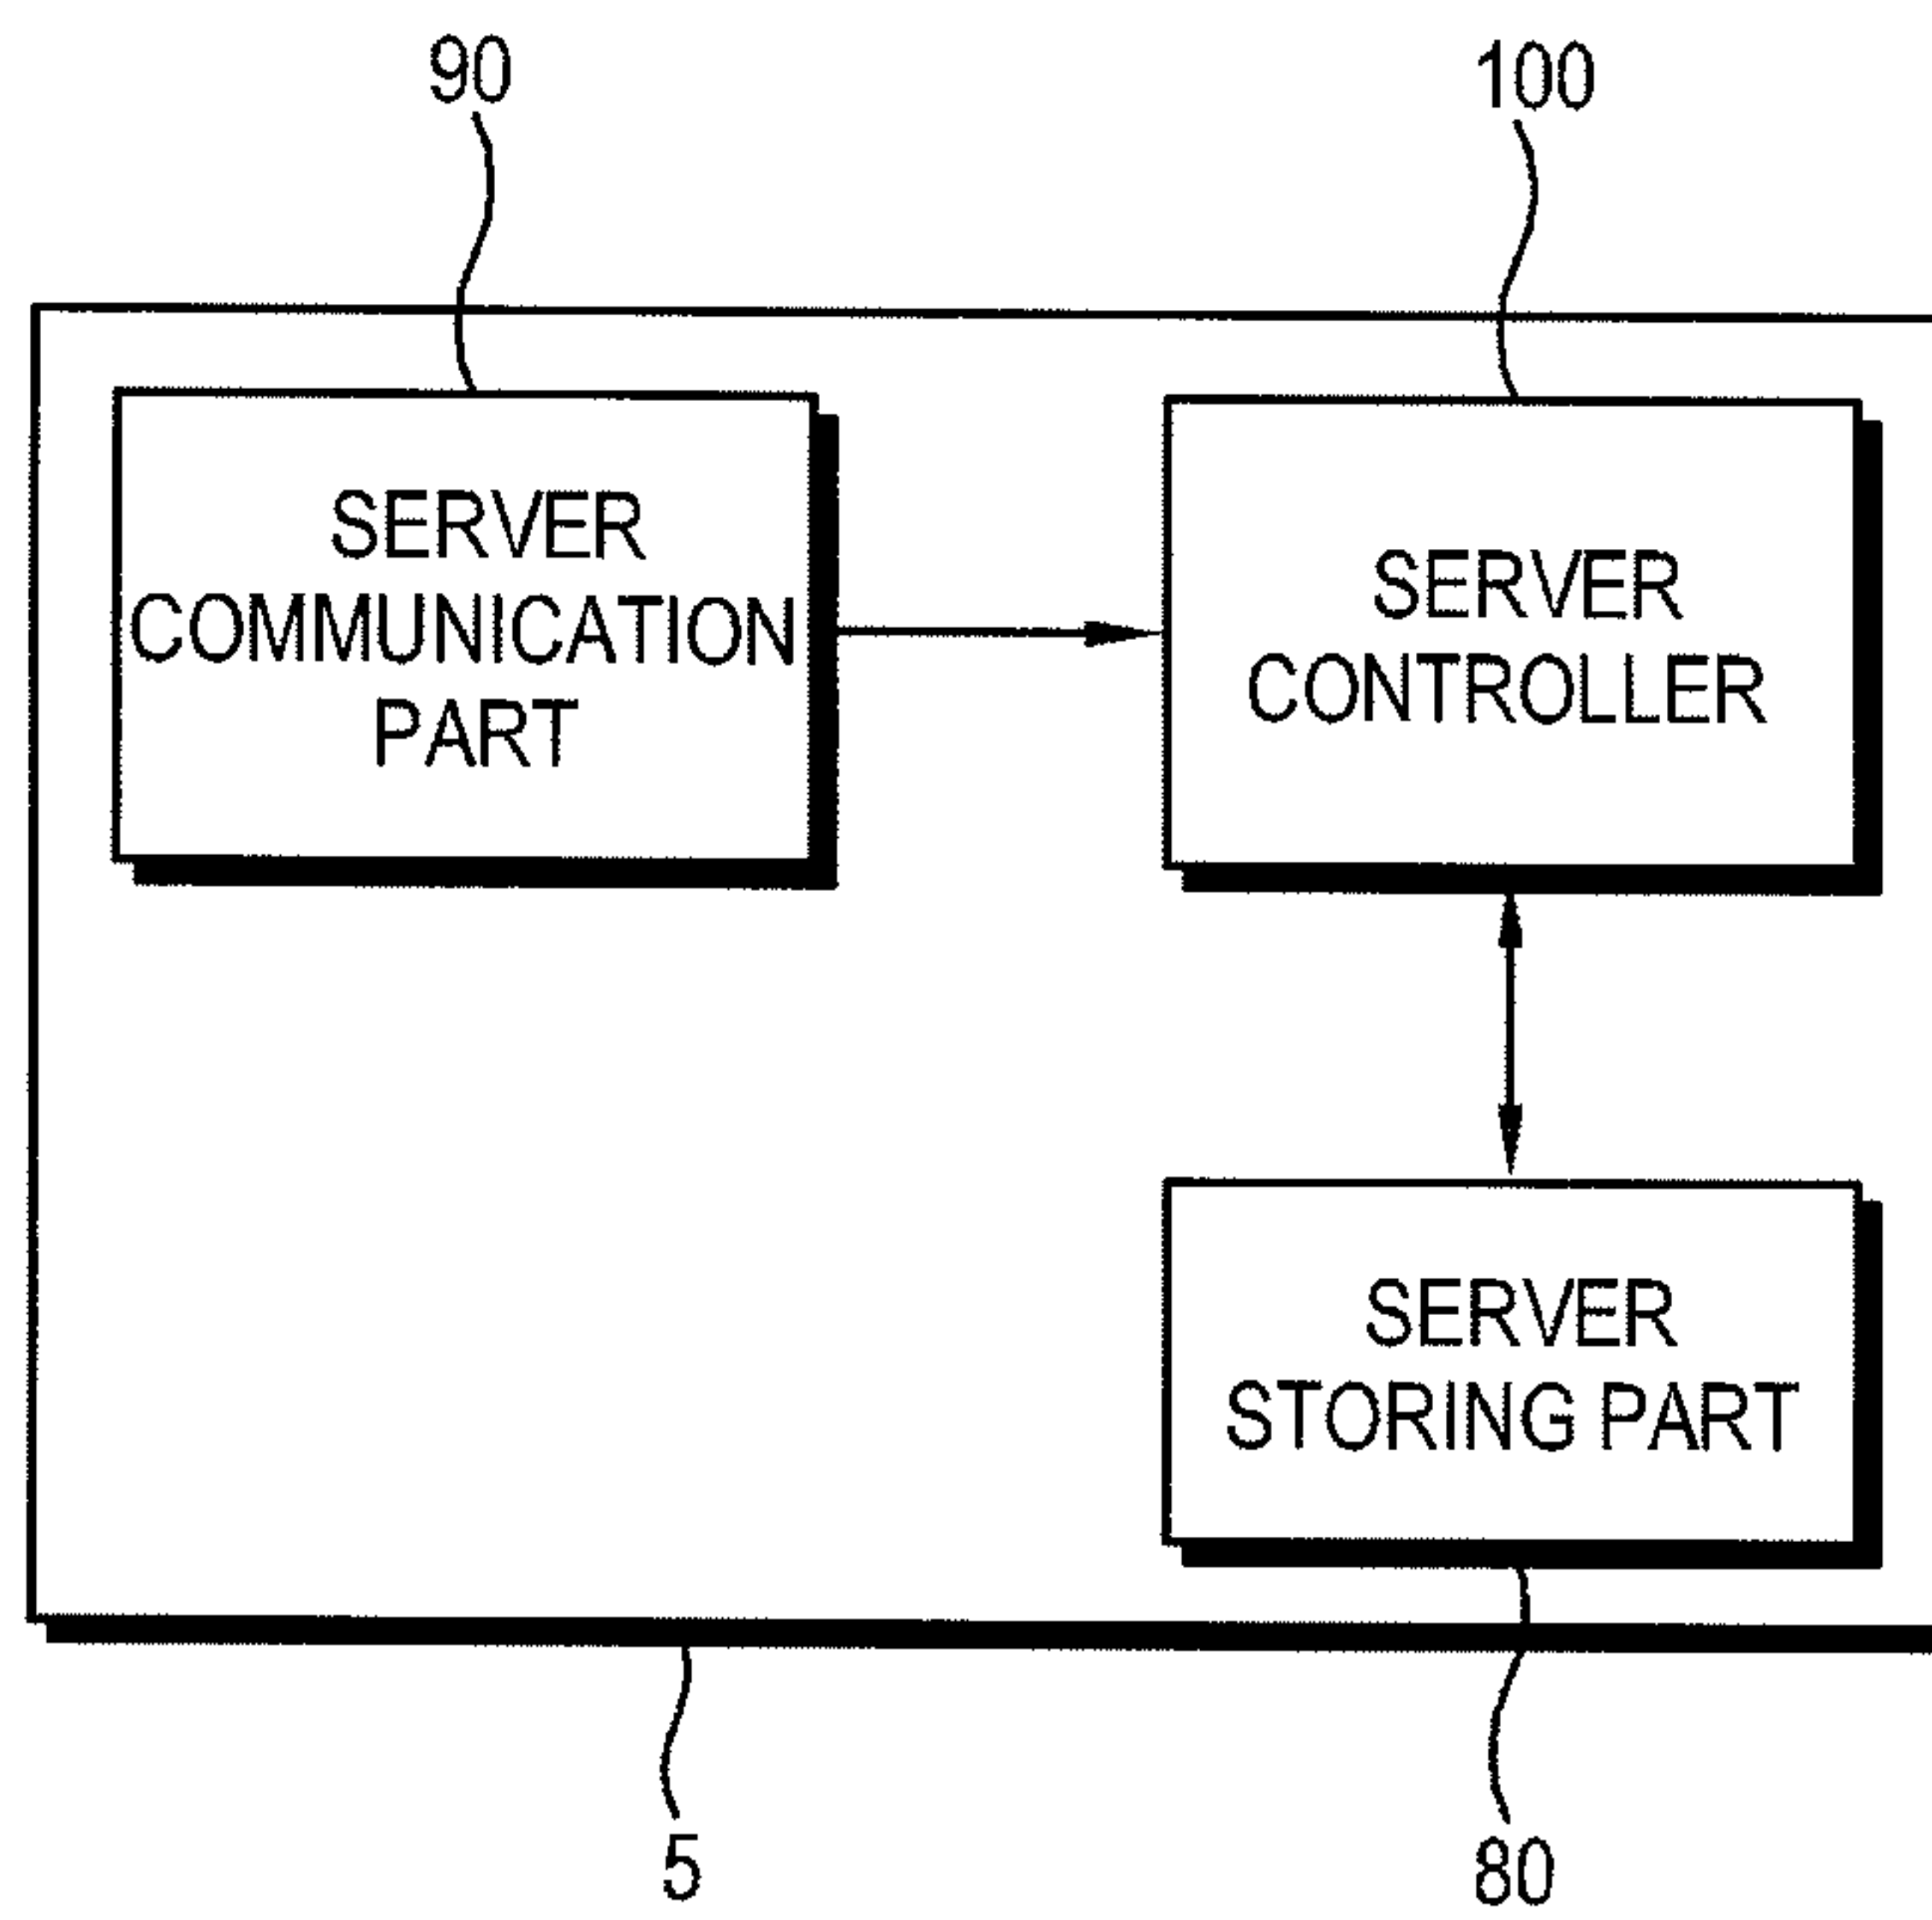 90
100
SERVER
COMMUNICATION
PART
SERVER
CONTROLLER
SERVER
STORING PART
5
80